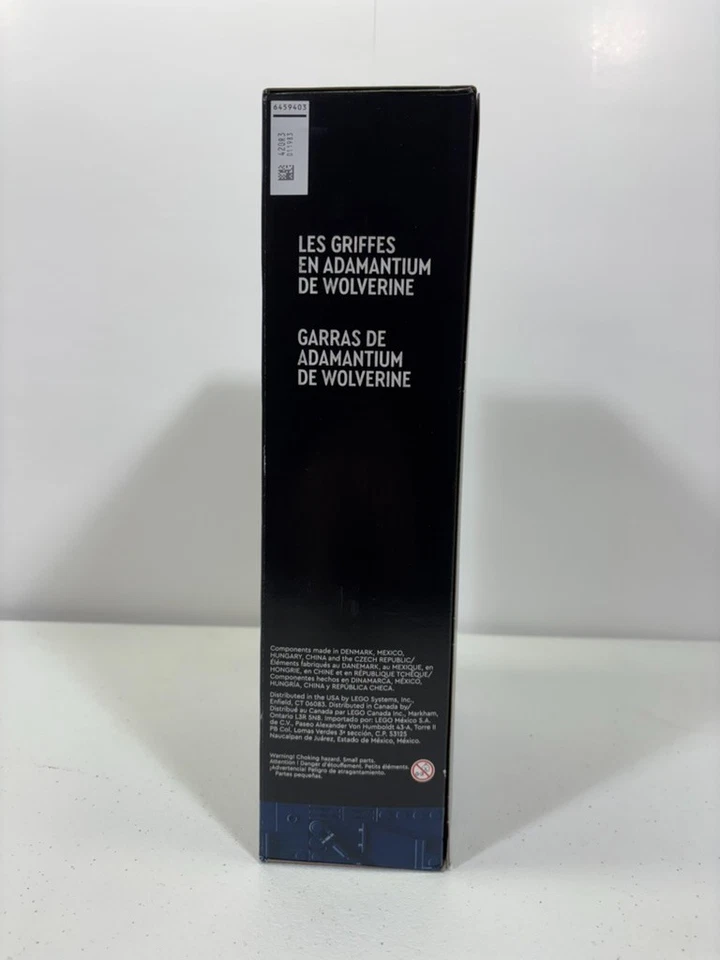 6459403
42083
011983
LES GRIFFES
EN ADAMANTIUM
DE WOLVERINE
GARRAS DE
ADAMANTIUM
DE WOLVERINE
Components made in DENMARK, MEXICO,
HUNGARY, CHINA and the CZECH REPUBLIC/
Éléments fabriqués au DANEMARK, au MEXIQUE, en
HONGRIE, en CHINE et en RÉPUBLIQUE TCHÈQUE/
Componentes hechos en DINAMARCA, MÉXICO,
HUNGRÍA, CHINA y REPÚBLICA CHECA.
Distributed in the USA by LEGO Systems, Inc.,
Enfield, CT 06083. Distributed in Canada by/
Distribué au Canada par LEGO Canada Inc., Markham,
Ontario L3R 5N8. Importado por: LEGO México S.A.
de C.V., Paseo Alexander Von Humboldt 43-A, Torre II
PB Col. Lomas Verdes 3ª sección, C.P. 53125
Naucalpan de Juárez, Estado de México, México.
Warning! Choking hazard. Small parts.
Attention ! Danger d'étouffement. Petits éléments.
¡Advertencia! Peligro de atragantamiento.
Partes pequeñas.